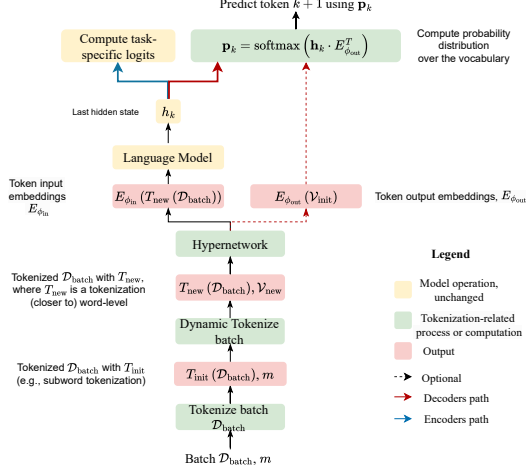 Predict token k + 1 using p_k
Compute task-
specific logits
p_k = softmax (h_k · E^T_{ϕ_out})
Compute probability
distribution
over the vocabulary
Last hidden state
h_k
Language Model
Token input
embeddings
E_{ϕ_in}
E_{ϕ_in} (T_new (𝒟_batch))
E_{ϕ_out} (𝒱_init)
Token output embeddings, E_{ϕ_out}
Hypernetwork
Tokenized 𝒟_batch with T_new,
where T_new is a tokenization
(closer to) word-level
T_new (𝒟_batch), 𝒱_new
Dynamic Tokenize
batch
Tokenized 𝒟_batch with T_init
(e.g., subword tokenization)
T_init (𝒟_batch), m
Tokenize batch
𝒟_batch
Batch 𝒟_batch, m
Legend
Model operation,
unchanged
Tokenization-related
process or computation
Output
Optional
Decoders path
Encoders path